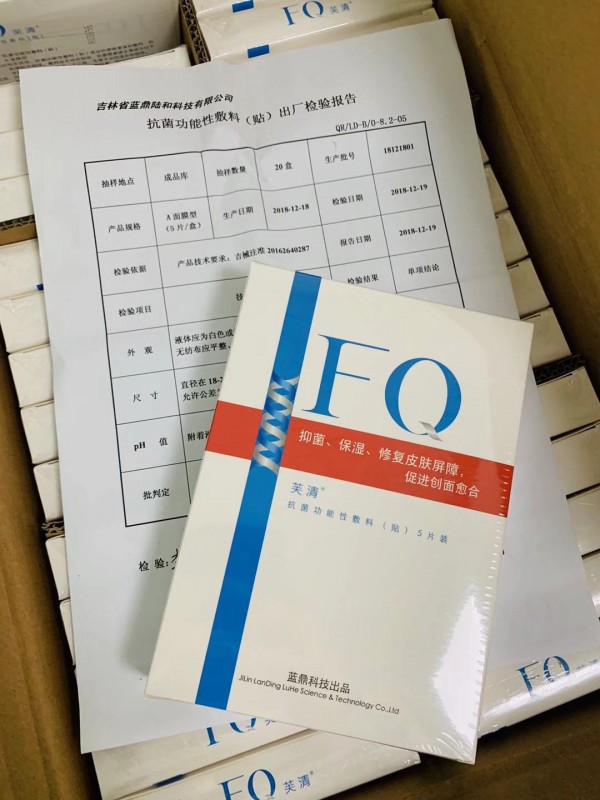 FQ 芙清®
FQ 芙清®
吉林省蓝鼎陆和科技有限公司
抗菌功能性敷料(贴)出厂检验报告
QR/LD-B/0-8.2-05
抽样地点 成品库 抽样数量 20 盒 生产批号 18121801
产品规格 A 面膜型 (5 片/盒) 生产日期 2018-12-18 检验日期 2018-12-19
检验依据 产品技术要求:吉械注准 20162640287 报告日期 2018-12-19
检验项目 检验结果 单项结论
外 观 液体应为白色或
无纺布应平整,
尺 寸 直径在 18-2
允许公差
pH 值 附着
批判定
检 验:
FQ
抑菌、保湿、修复皮肤屏障,
促进创面愈合
芙清®
抗菌功能性敷料(贴)5片装
蓝鼎科技出品
JiLin LanDing LuHe Science & Technology Co.,Ltd
FQ 芙清®
FQ 芙清®